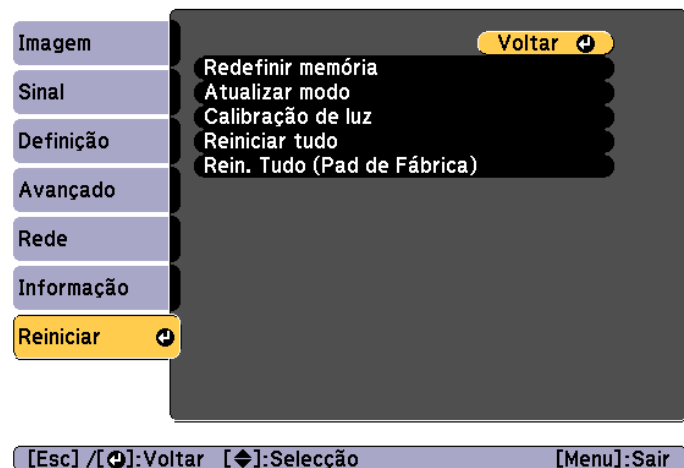 Imagem
Sinal
Definição
Avançado
Rede
Informação
Reiniciar
Voltar
Redefinir memória
Atualizar modo
Calibração de luz
Reiniciar tudo
Rein. Tudo (Pad de Fábrica)
[Esc] /[⏎]:Voltar [◆]:Selecção [Menu]:Sair